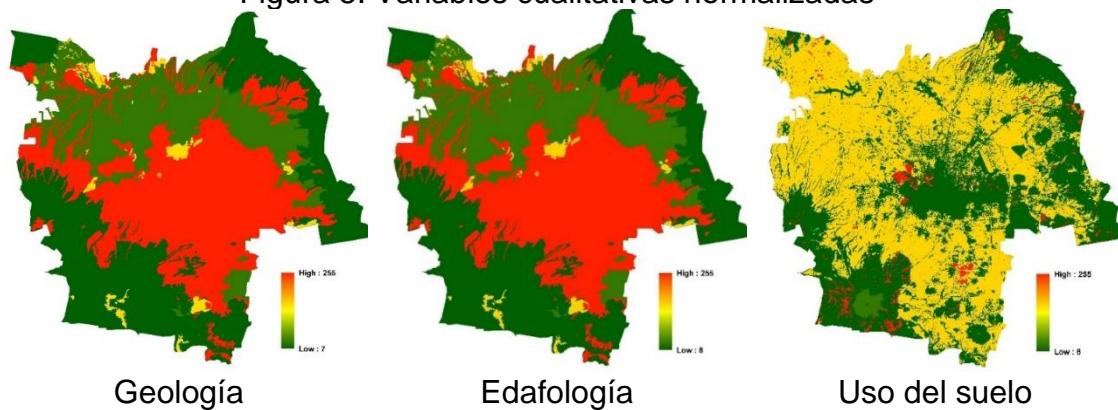 Figura Variables cualitativas normalizadas
High : 255
Low : 7
High : 255
Low : 8
High : 255
Low : 8
Geología
Edafología
Uso del suelo